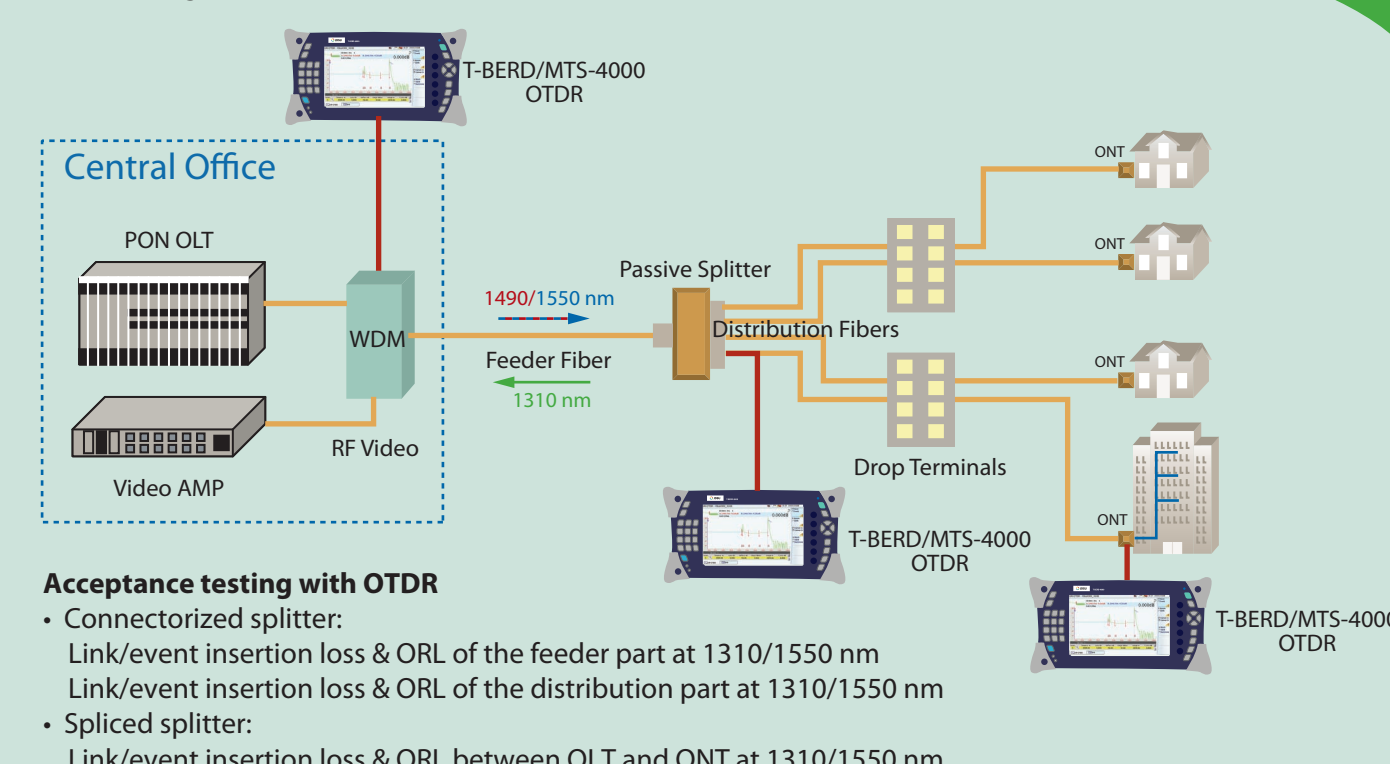 T-BERD/MTS-4000
OTDR
Central Office
PON OLT
WDM
RF Video
Video AMP
1490/1550 nm
Feeder Fiber
1310 nm
Passive Splitter
Distribution Fibers
Drop Terminals
ONT
ONT
ONT
ONT
T-BERD/MTS-4000
OTDR
T-BERD/MTS-4000
OTDR
Acceptance testing with OTDR
• Connectorized splitter:
Link/event insertion loss & ORL of the feeder part at 1310/1550 nm
Link/event insertion loss & ORL of the distribution part at 1310/1550 nm
• Spliced splitter:
Link/event insertion loss & ORL between OLT and ONT at 1310/1550 nm